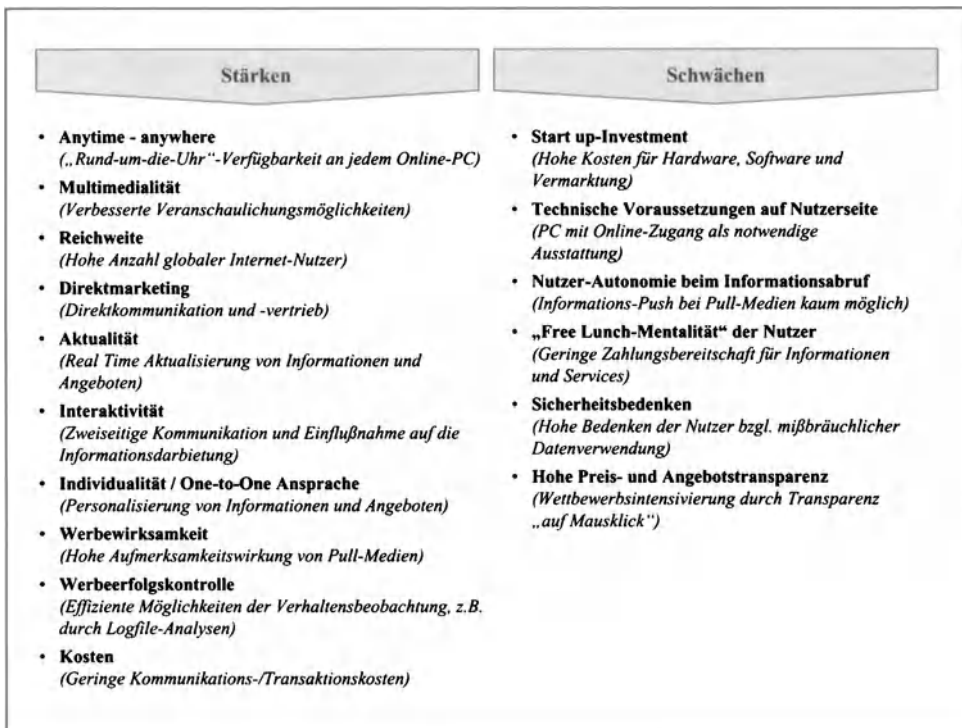 Stärken
• Anytime - anywhere
(„Rund-um-die-Uhr“-Verfügbarkeit an jedem Online-PC)
• Multimedialität
(Verbesserte Veranschaulichungsmöglichkeiten)
• Reichweite
(Hohe Anzahl globaler Internet-Nutzer)
• Direktmarketing
(Direktkommunikation und -vertrieb)
• Aktualität
(Real Time Aktualisierung von Informationen und
Angeboten)
• Interaktivität
(Zweiseitige Kommunikation und Einflußnahme auf die
Informationsdarbietung)
• Individualität / One-to-One Ansprache
(Personalisierung von Informationen und Angeboten)
• Werbewirksamkeit
(Hohe Aufmerksamkeitswirkung von Pull-Medien)
• Werbeerfolgskontrolle
(Effiziente Möglichkeiten der Verhaltensbeobachtung, z.B.
durch Logfile-Analysen)
• Kosten
(Geringe Kommunikations-/Transaktionskosten)
Schwächen
• Start up-Investment
(Hohe Kosten für Hardware, Software und
Vermarktung)
• Technische Voraussetzungen auf Nutzerseite
(PC mit Online-Zugang als notwendige
Ausstattung)
• Nutzer-Autonomie beim Informationsabruf
(Informations-Push bei Pull-Medien kaum möglich)
• „Free Lunch-Mentalität“ der Nutzer
(Geringe Zahlungsbereitschaft für Informationen
und Services)
• Sicherheitsbedenken
(Hohe Bedenken der Nutzer bzgl. mißbräuchlicher
Datenverwendung)
• Hohe Preis- und Angebotstransparenz
(Wettbewerbsintensivierung durch Transparenz
„auf Mausklick“)